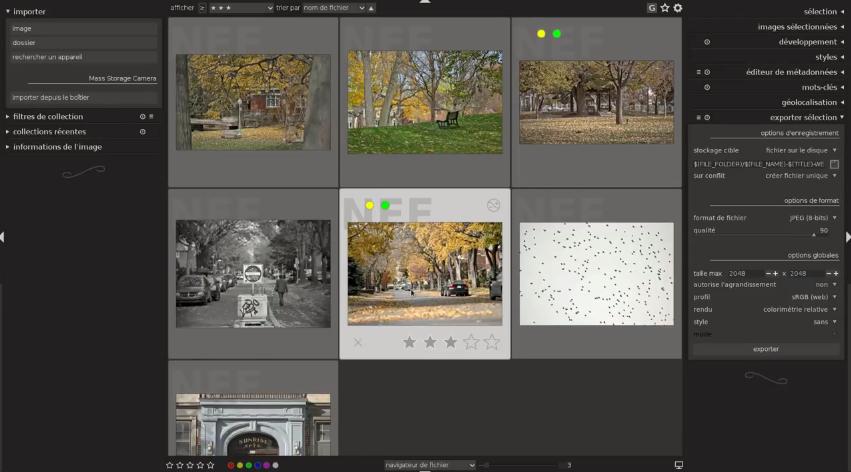 importer
image
dossier
rechercher un appareil
Mass Storage Camera
importer depuis le boîtier
filtres de collection
collections récentes
informations de l'image
afficher ≥ ★ ★ ★ trier par nom de fichier
G
NEF
NEF
NEF
NEF
NEF
NEF
NEF
SUNRISE
navigateur de fichier 3
sélection
images sélectionnées
développement
styles
éditeur de métadonnées
mots-clés
géolocalisation
exporter sélection
options d'enregistrement
stockage cible fichier sur le disque
$(FILE_FOLDER)/$(FILE_NAME)-$(TITLE)-WE
sur conflit créer fichier unique
options de format
format de fichier JPEG (8-bits)
qualité 90
options globales
taille max 2048 x 2048
autorise l'agrandissement non
profil sRGB (web)
rendu colorimétrie relative
style sans
mode
exporter